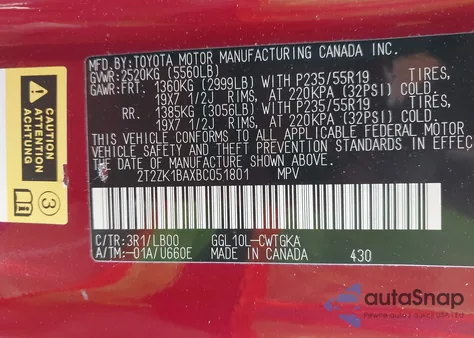 MFD.BY:TOYOTA MOTOR MANUFACTURING CANADA INC.
GVWR:2520KG (5560LB)
GAWR:FRT. 1360KG (2999LB) WITH P235/55R19 TIRES,
19X7 1/2J RIMS, AT 220KPA (32PSI) COLD.
RR. 1385KG (3056LB) WITH P235/55R19 TIRES,
19X7 1/2J RIMS, AT 220KPA (32PSI) COLD.
THIS VEHICLE CONFORMS TO ALL APPLICABLE FEDERAL MOTOR
VEHICLE SAFETY AND THEFT PREVENTION STANDARDS IN EFFEC
THE DATE OF MANUFACTURE SHOWN ABOVE.
2T2ZK1BAXBC051801 MPV
C/TR:3R1/LB00 GGL10L-CWTGKA
A/TM:-01A/U660E MADE IN CANADA 430
CAUTION
ATTENTION
ACHTUNG
3
autoSnap